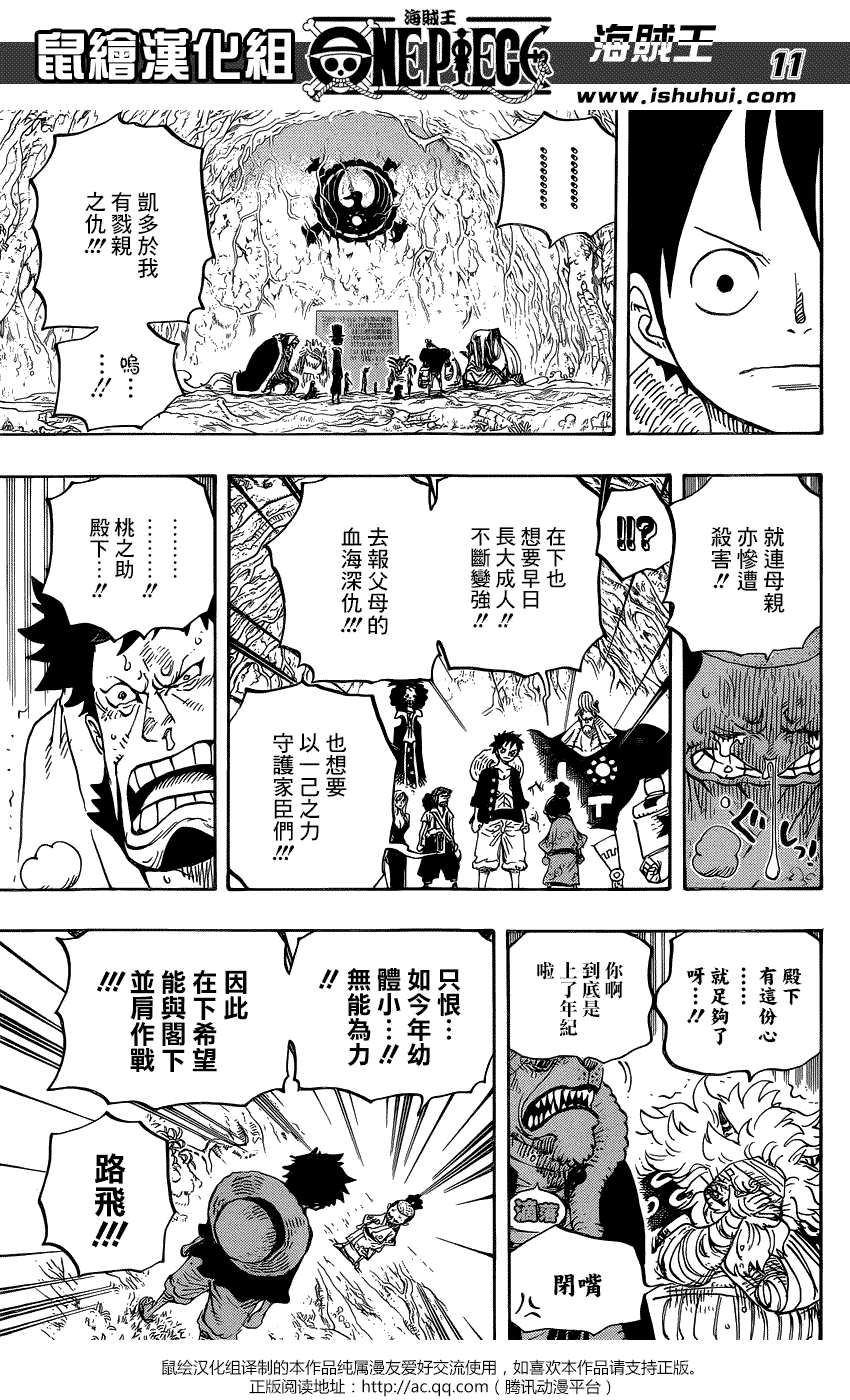 鼠繪漢化組
海賊王
ONE PIECE
海賊王
11
www.ishuhui.com
………………
………………
凱多於我
有戮親
之仇!!!
嗚…
…!!
就連母親
亦慘遭
殺害!!
ぐしっ!
!!?
在下也
想要早日
長大成人!!
不斷變強!!
去報父母的
血海深仇!!!
也想要
以一己之力
守護家臣們!!!
………
………!!
桃之助
殿下…!!
殿下
有這份心
……
就足夠了
呀…!!
你啊
到底是
上了年紀
啦
閉嘴
只恨…
如今年幼
體小…!!
無能為力
!!
因此
在下希望
能與閣下
並肩作戰
!!!
路飛!!!
鼠绘汉化组译制的本作品纯属漫友爱好交流使用，如喜欢本作品请支持正版。
正版阅读地址：http://ac.qq.com（腾讯动漫平台）